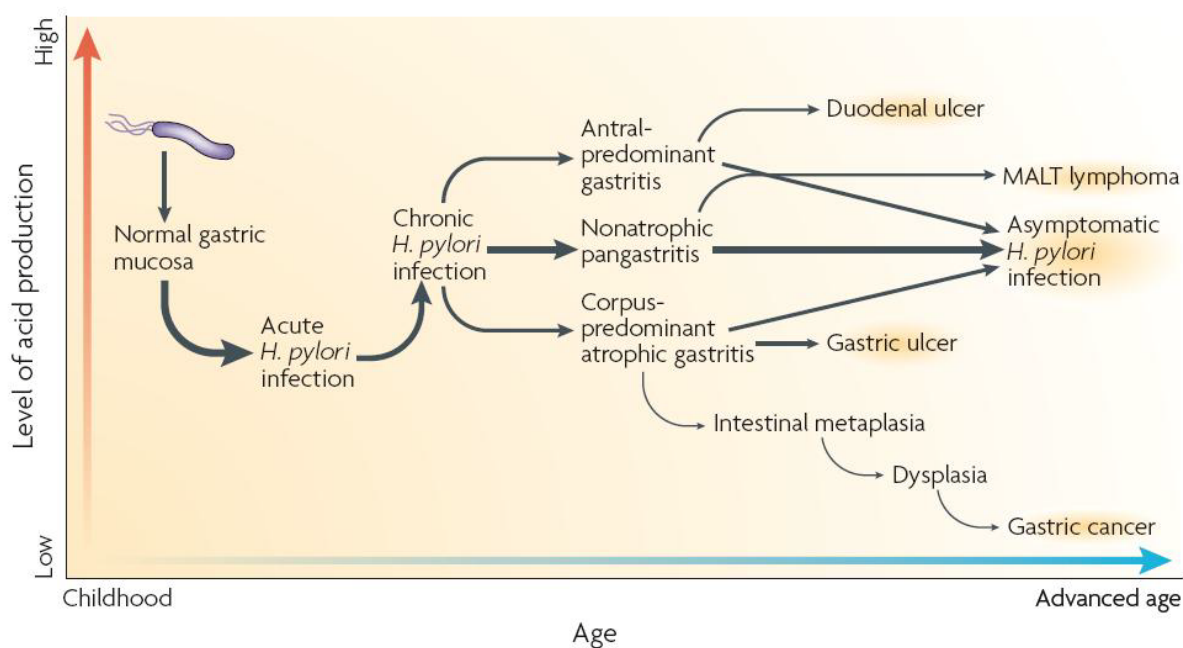 High
Level of acid production
Low
Normal gastric
mucosa
Acute
H. pylori
infection
Chronic
H. pylori
infection
Antral-
predominant
gastritis
Nonatrophic
pangastritis
Corpus-
predominant
atrophic gastritis
Duodenal ulcer
MALT lymphoma
Asymptomatic
H. pylori
infection
Gastric ulcer
Intestinal metaplasia
Dysplasia
Gastric cancer
Childhood
Advanced age
Age